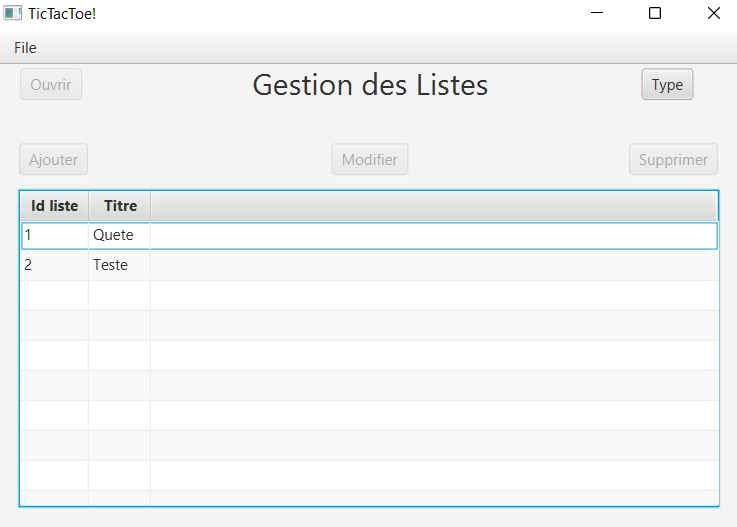 TicTacToe!
File
Ouvrir Gestion des Listes Type
Ajouter Modifier Supprimer
Id liste Titre
1 Quete
2 Teste